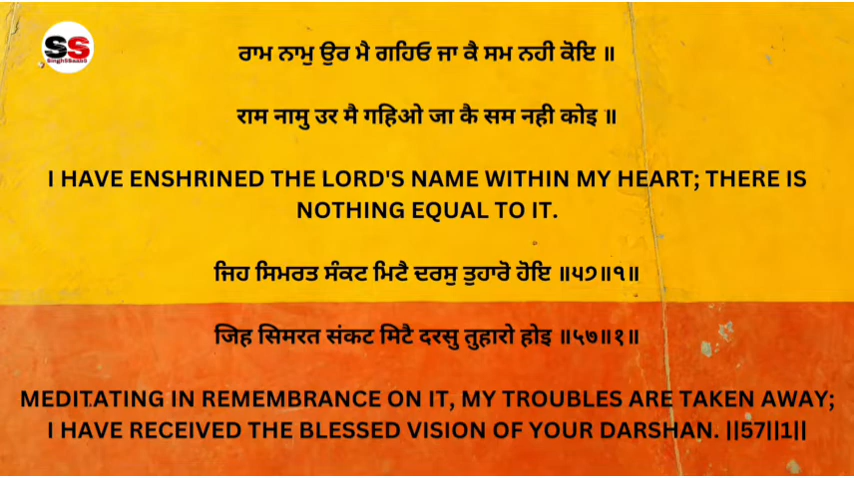 SS
SinghSbaabS
ਰਾਮ ਨਾਮੁ ਉਰ ਮੈ ਗਹਿਓ ਜਾ ਕੈ ਸਮ ਨਹੀ ਕੋਇ ॥
राम नामु उर मै गहिओ जा कै सम नही कोइ ॥
I HAVE ENSHRINED THE LORD'S NAME WITHIN MY HEART; THERE IS
NOTHING EQUAL TO IT.
ਜਿਹ ਸਿਮਰਤ ਸੰਕਟ ਮਿਟੈ ਦਰਸੁ ਤੁਹਾਰੋ ਹੋਇ ॥੫੭॥੧॥
जिह सिमरत संकट मिटै दरसु तुहारो होइ ॥५७॥१॥
MEDITATING IN REMEMBRANCE ON IT, MY TROUBLES ARE TAKEN AWAY;
I HAVE RECEIVED THE BLESSED VISION OF YOUR DARSHAN. ||57||1||